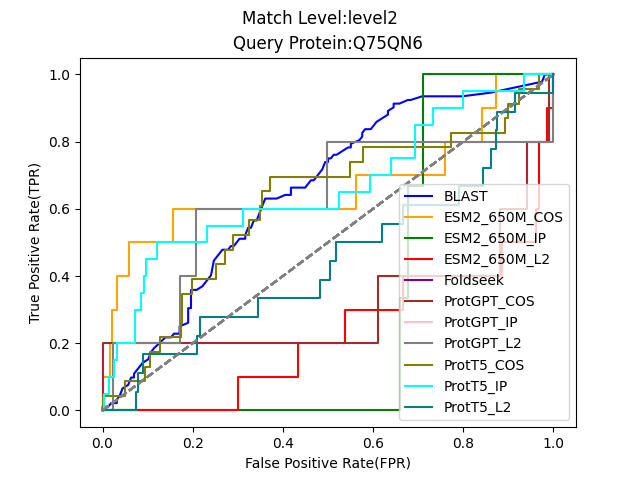 Match Level:level2
Query Protein:Q75QN6
True Positive Rate(TPR)
1.0
0.8
0.6
0.4
0.2
0.0
BLAST
ESM2_650M_COS
ESM2_650M_IP
ESM2_650M_L2
Foldseek
ProtGPT_COS
ProtGPT_IP
ProtGPT_L2
ProtT5_COS
ProtT5_IP
ProtT5_L2
0.0 0.2 0.4 0.6 0.8 1.0
False Positive Rate(FPR)